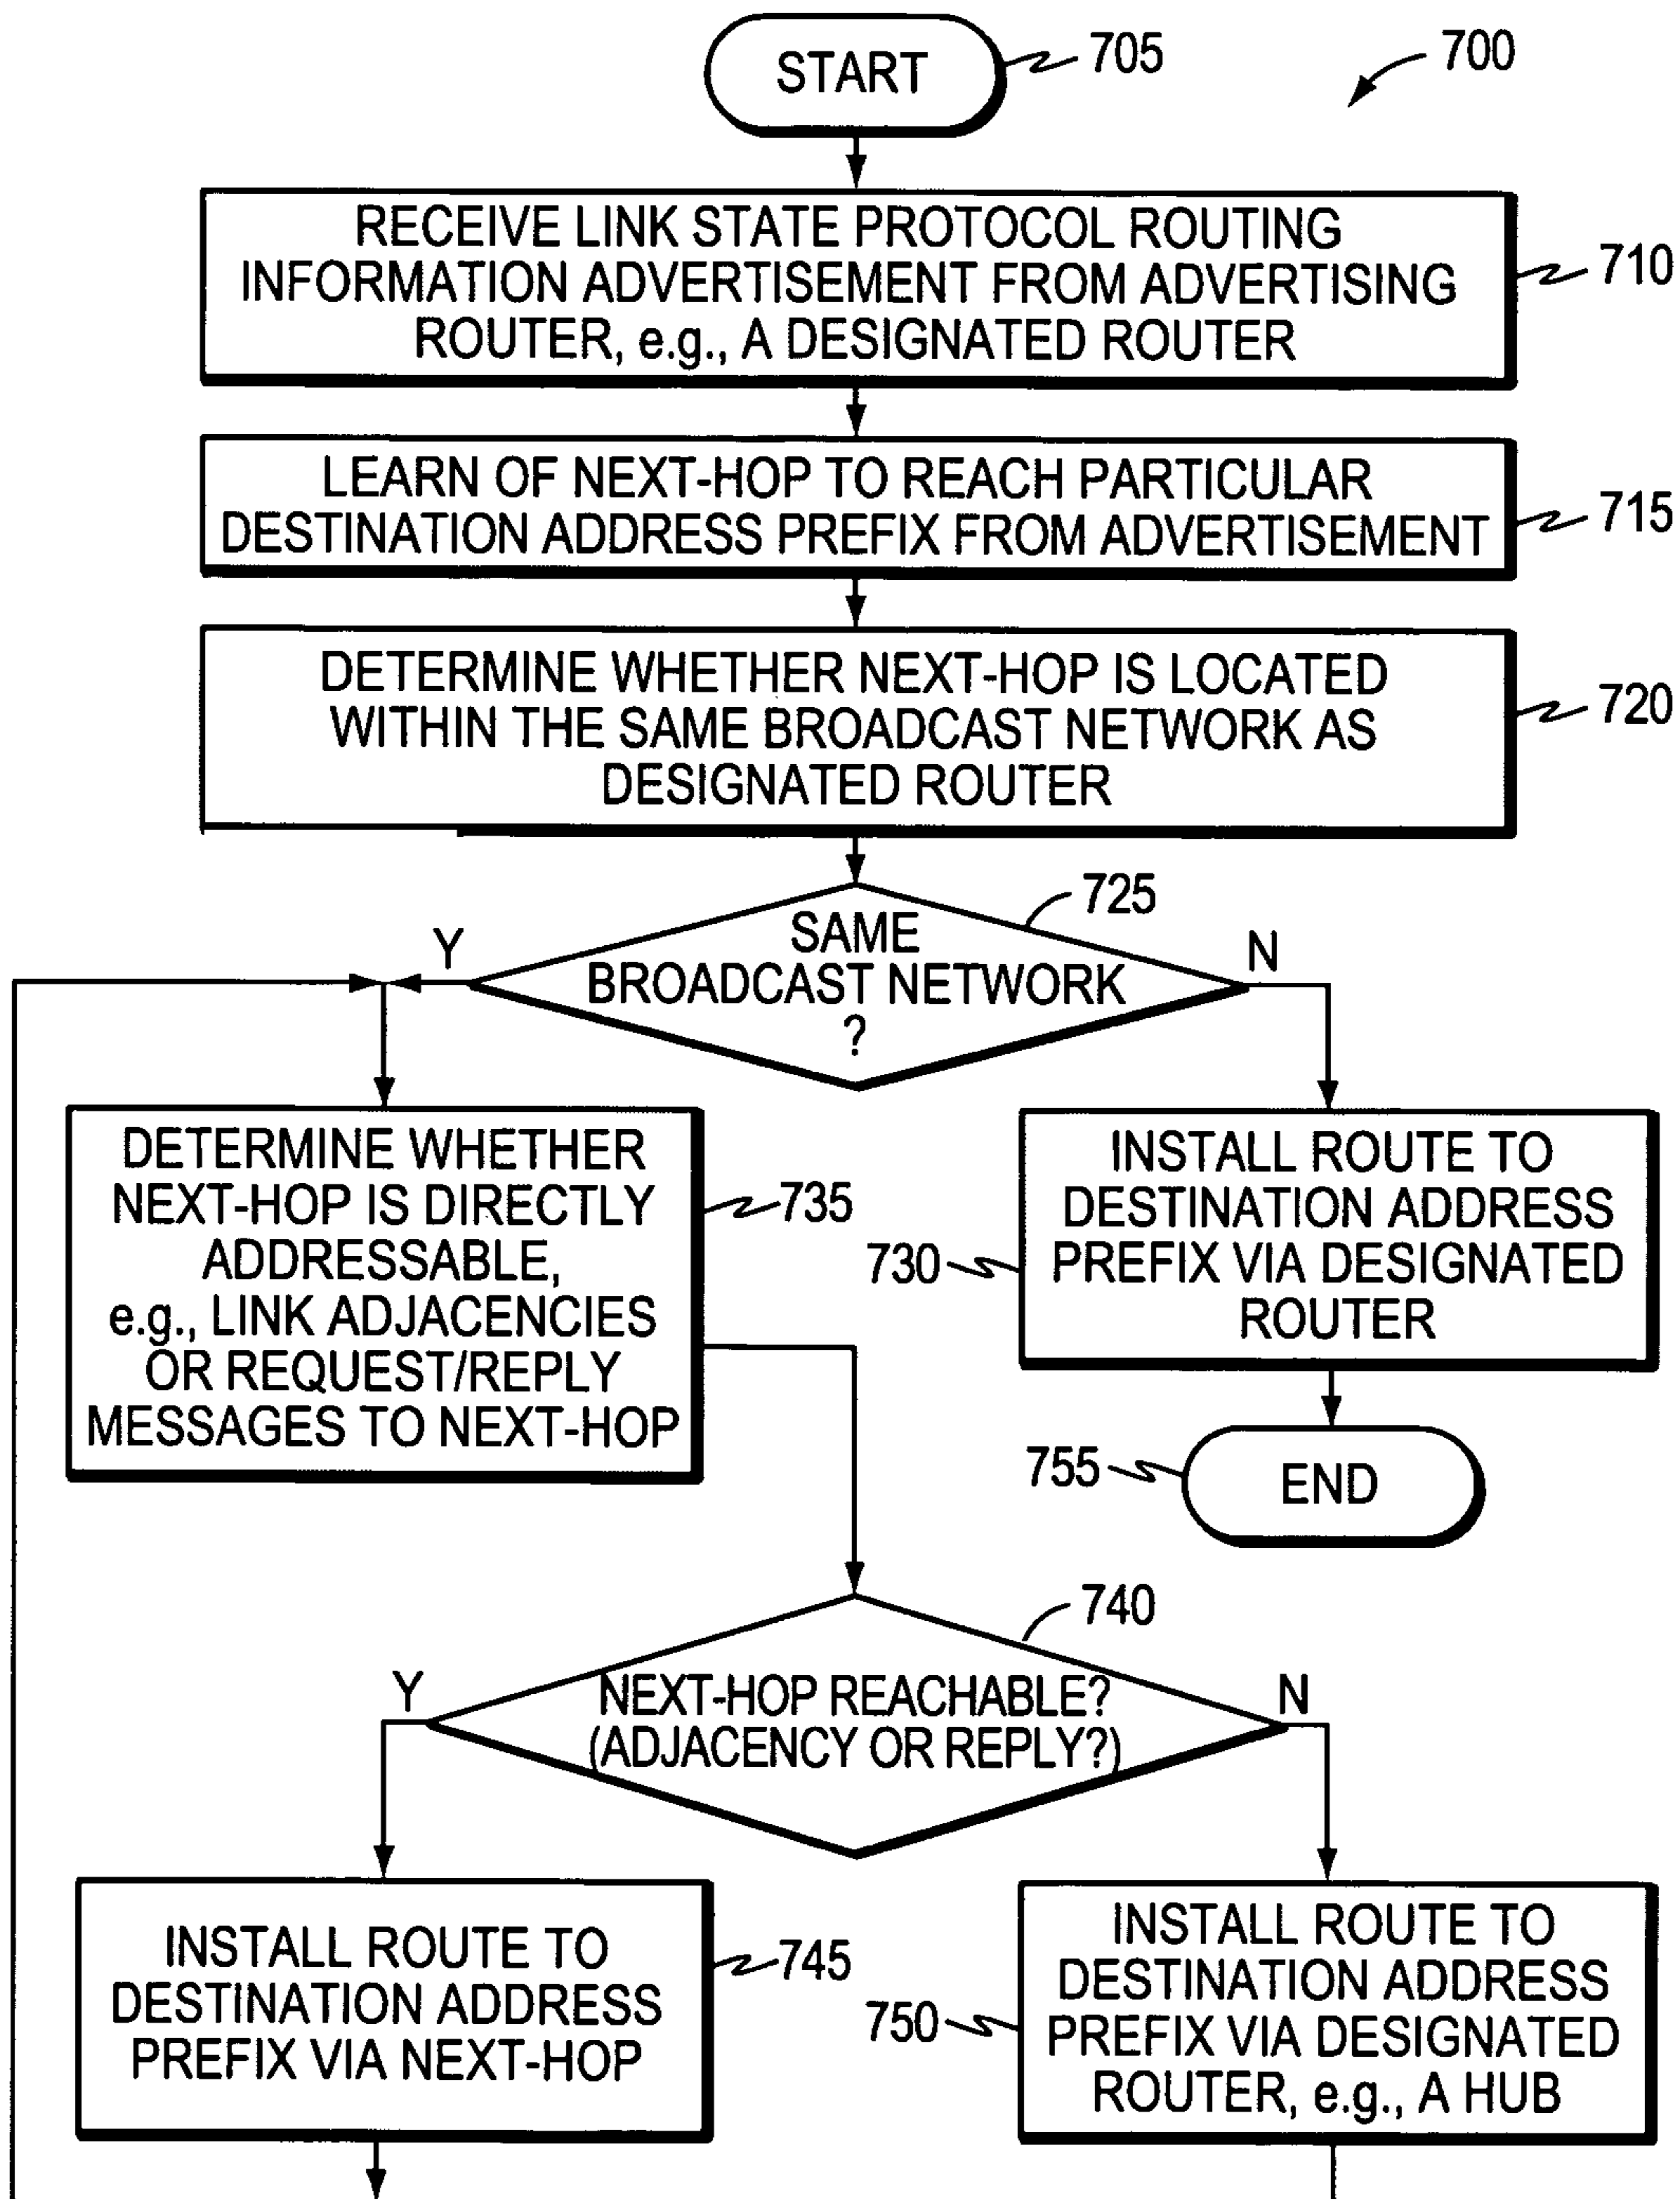 START
705
700
RECEIVE LINK STATE PROTOCOL ROUTING
INFORMATION ADVERTISEMENT FROM ADVERTISING
ROUTER, e.g., A DESIGNATED ROUTER
710
LEARN OF NEXT-HOP TO REACH PARTICULAR
DESTINATION ADDRESS PREFIX FROM ADVERTISEMENT
715
DETERMINE WHETHER NEXT-HOP IS LOCATED
WITHIN THE SAME BROADCAST NETWORK AS
DESIGNATED ROUTER
720
725
SAME
BROADCAST NETWORK
?
Y
N
DETERMINE WHETHER
NEXT-HOP IS DIRECTLY
ADDRESSABLE,
e.g., LINK ADJACENCIES
OR REQUEST/REPLY
MESSAGES TO NEXT-HOP
735
INSTALL ROUTE TO
DESTINATION ADDRESS
PREFIX VIA DESIGNATED
ROUTER
730
755
END
740
NEXT-HOP REACHABLE?
(ADJACENCY OR REPLY?)
Y
N
INSTALL ROUTE TO
DESTINATION ADDRESS
PREFIX VIA NEXT-HOP
745
INSTALL ROUTE TO
DESTINATION ADDRESS
PREFIX VIA DESIGNATED
ROUTER, e.g., A HUB
750